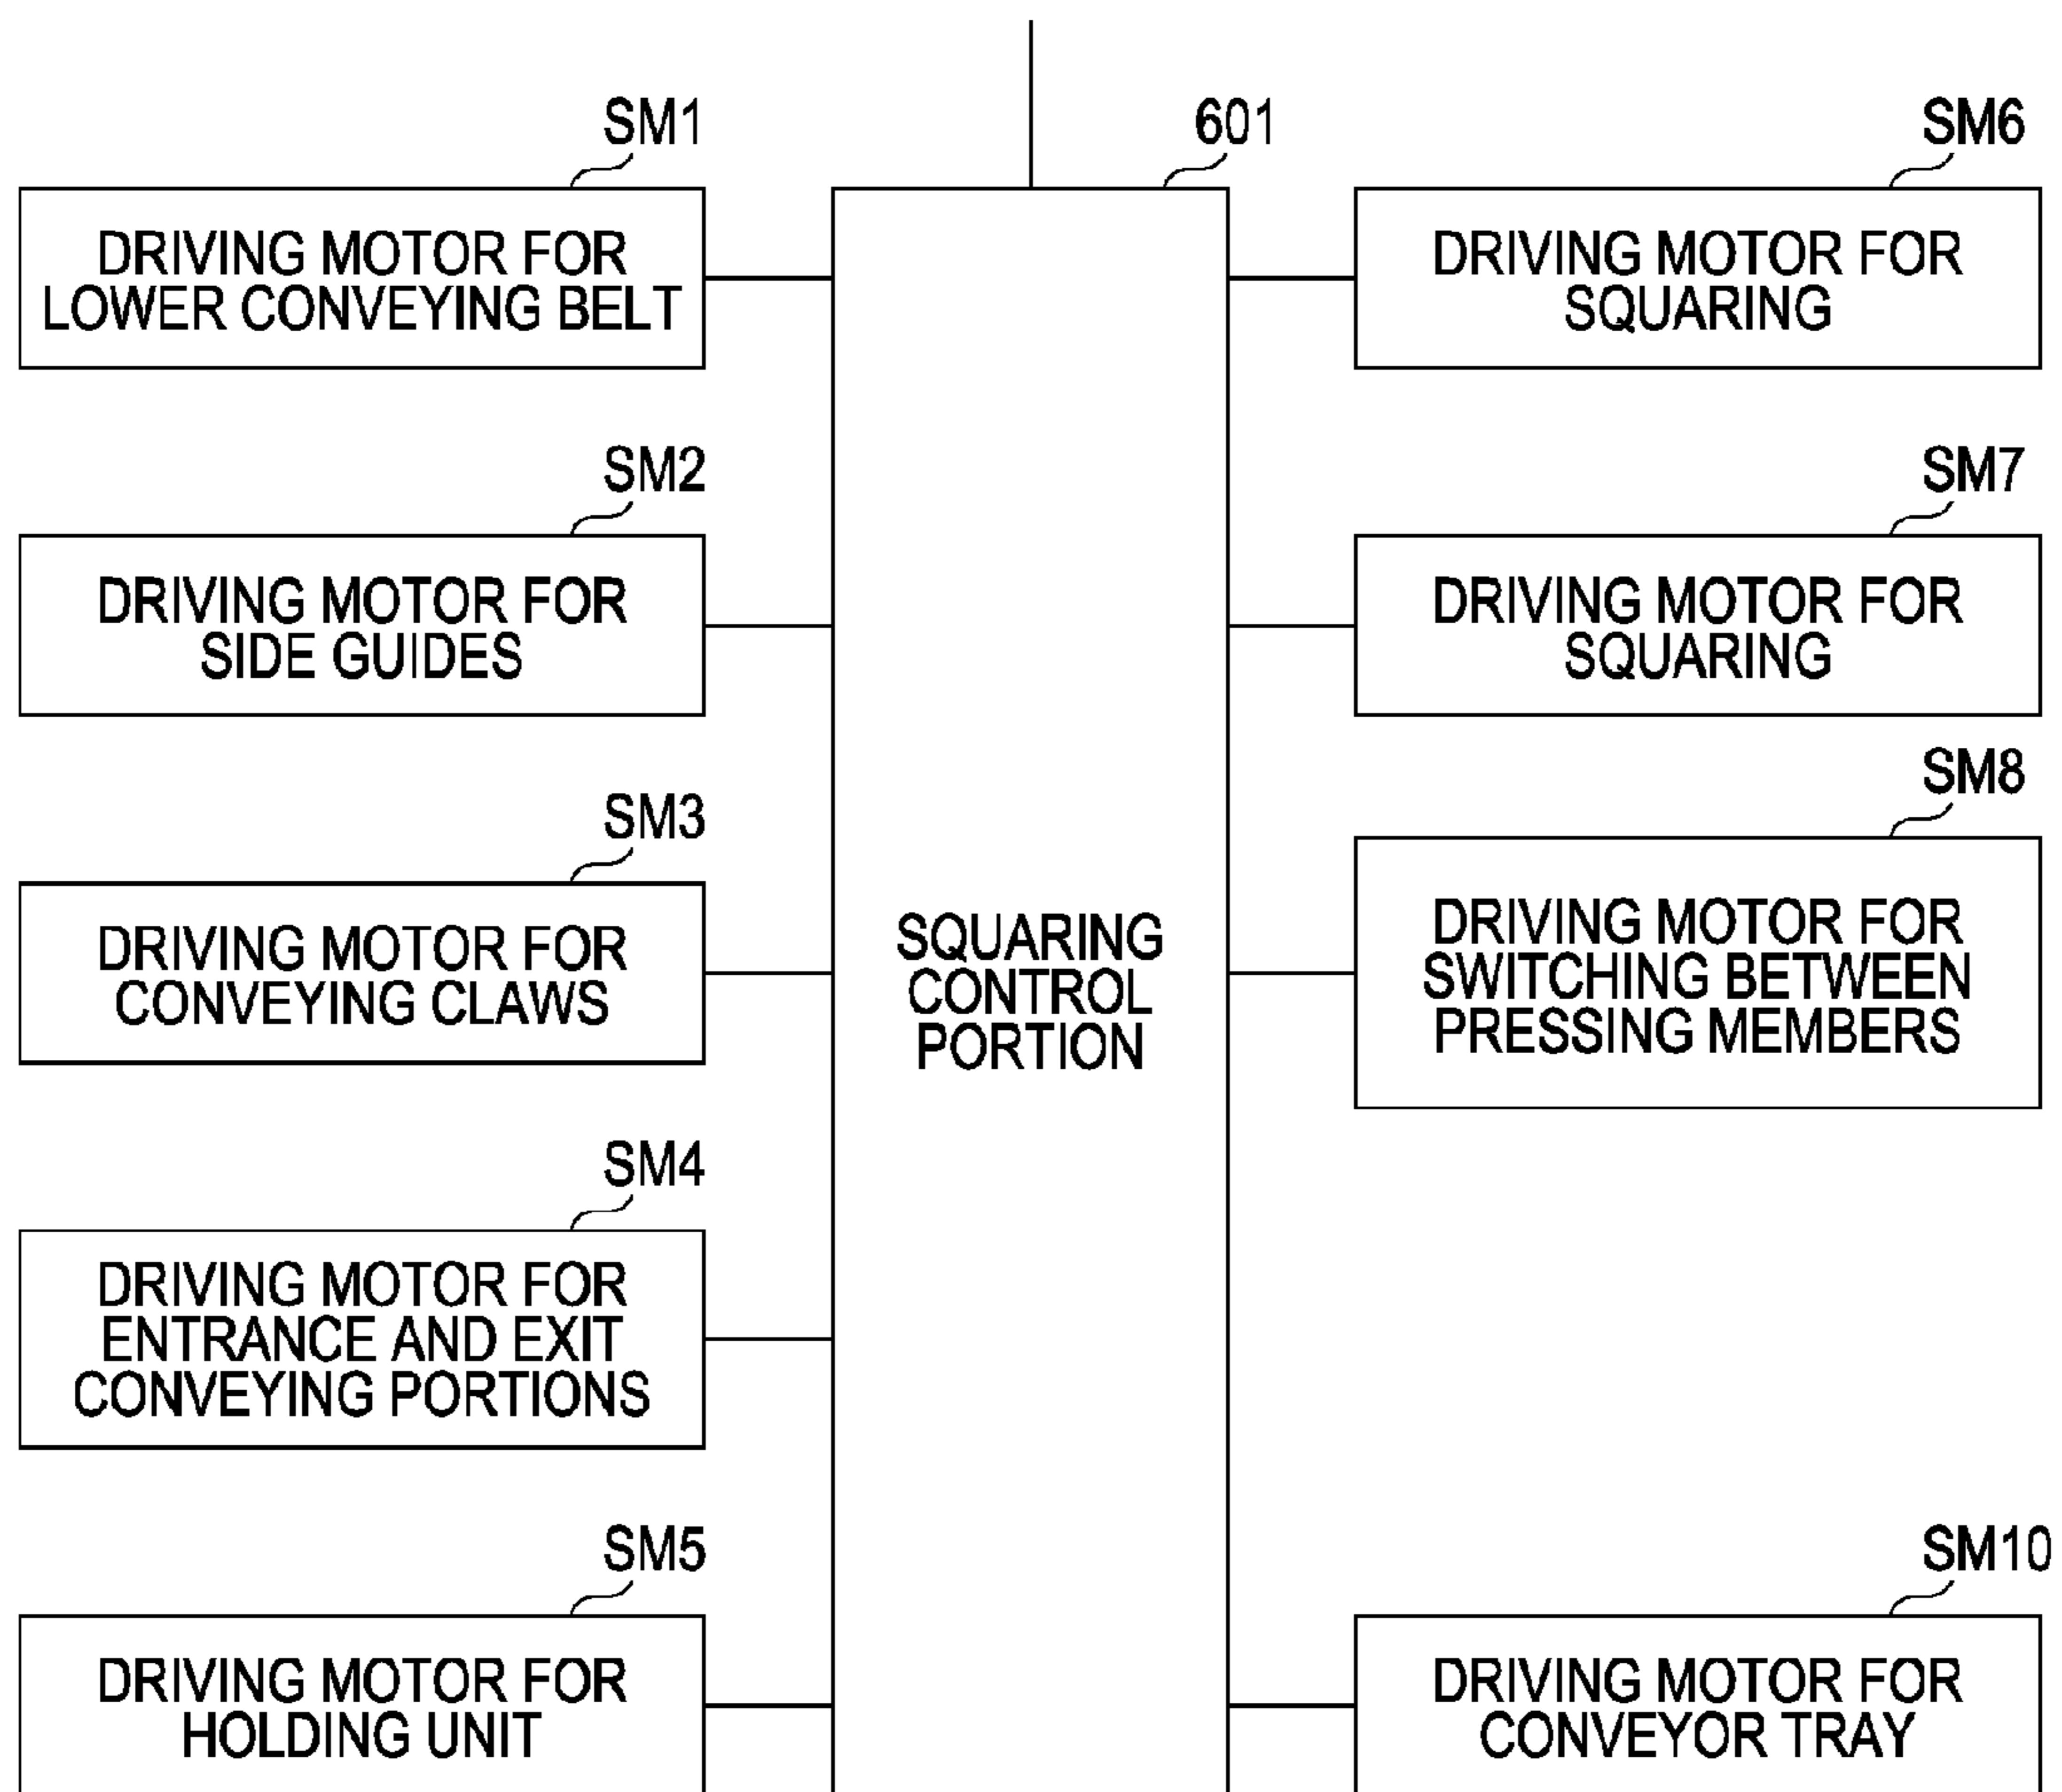 SM1
DRIVING MOTOR FOR
LOWER CONVEYING BELT
SM2
DRIVING MOTOR FOR
SIDE GUIDES
SM3
DRIVING MOTOR FOR
CONVEYING CLAWS
SM4
DRIVING MOTOR FOR
ENTRANCE AND EXIT
CONVEYING PORTIONS
SM5
DRIVING MOTOR FOR
HOLDING UNIT
601
SQUARING
CONTROL
PORTION
SM6
DRIVING MOTOR FOR
SQUARING
SM7
DRIVING MOTOR FOR
SQUARING
SM8
DRIVING MOTOR FOR
SWITCHING BETWEEN
PRESSING MEMBERS
SM10
DRIVING MOTOR FOR
CONVEYOR TRAY